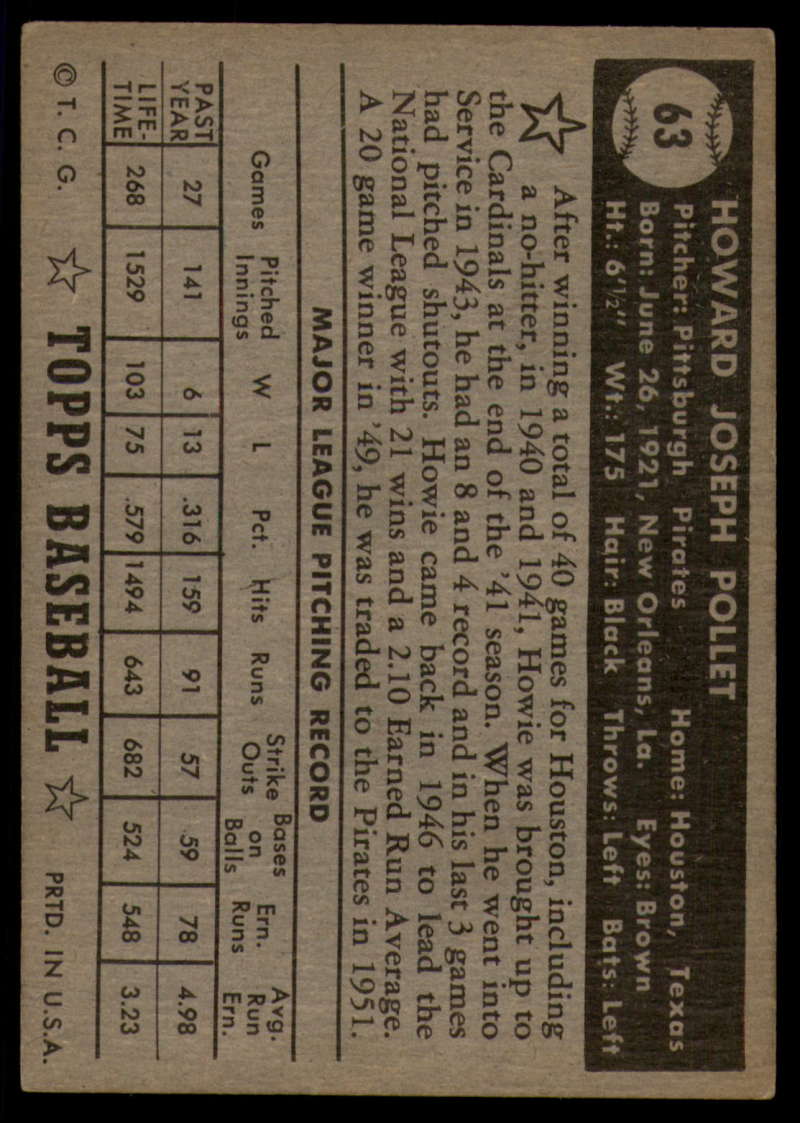 63
HOWARD JOSEPH POLLET
Pitcher: Pittsburgh Pirates Home: Houston, Texas
Born: June 26, 1921, New Orleans, La. Eyes: Brown
Ht.: 6'½" Wt.: 175 Hair: Black Throws: Left Bats: Left
After winning a total of 40 games for Houston, including
a no-hitter, in 1940 and 1941, Howie was brought up to
the Cardinals at the end of the '41 season. When he went into
Service in 1943, he had an 8 and 4 record and in his last 3 games
had pitched shutouts. Howie came back in 1946 to lead the
National League with 21 wins and a 2.10 Earned Run Average.
A 20 game winner in '49, he was traded to the Pirates in 1951.
MAJOR LEAGUE PITCHING RECORD
Games Pitched Innings W L Pct. Hits Runs Strike Outs Bases on Balls Ern. Runs Avg. Run Ern.
PAST YEAR 27 141 6 13 .316 159 91 57 59 78 4.98
LIFE-TIME 268 1529 103 75 .579 1494 643 682 524 548 3.23
© T. C. G. TOPPS BASEBALL PRTD. IN U.S.A.